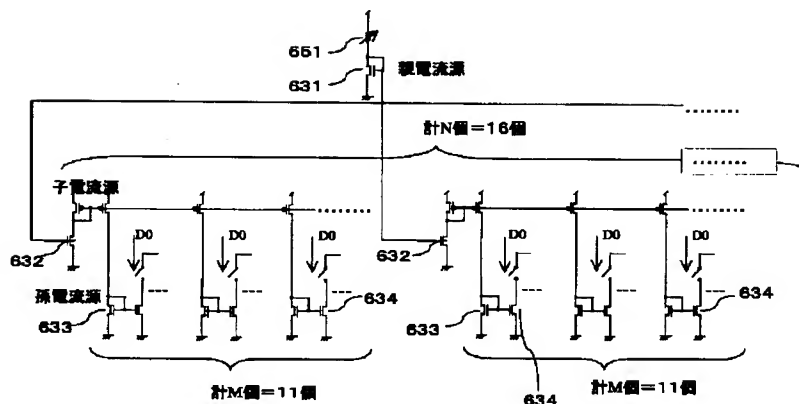 651
631
親電流源
........
計N個=16個
........
子電流源
........
D0
D0
D0
D0
D0
D0
632
632
孫電流源
634
634
633
633
計M個=11個
634
計M個=11個